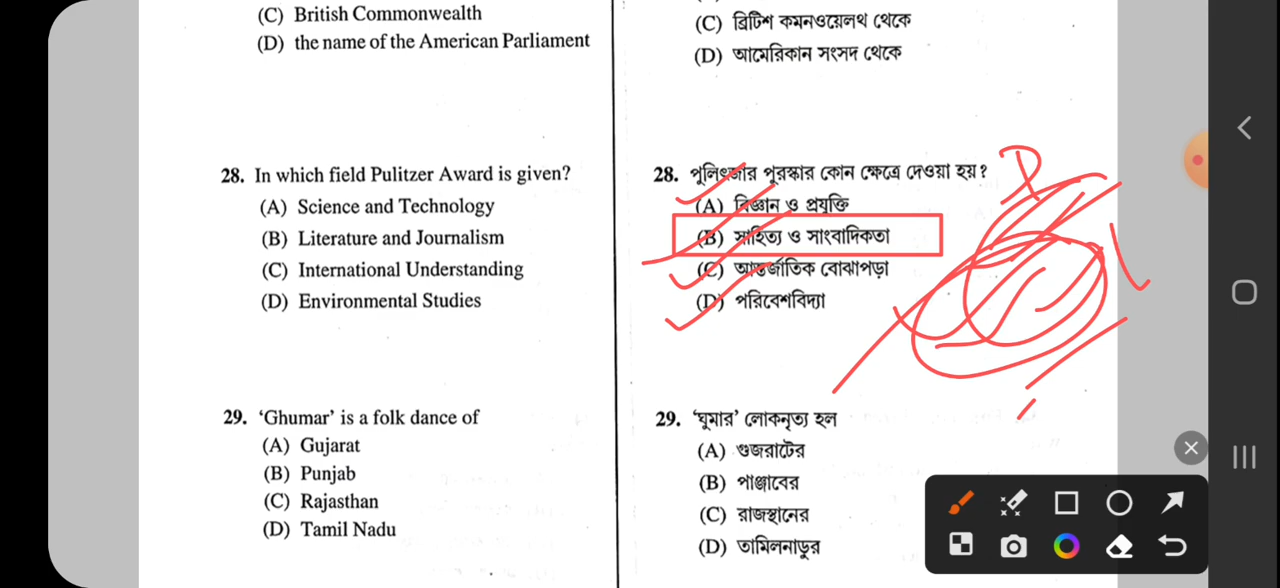 (C) British Commonwealth
(D) the name of the American Parliament
28. In which field Pulitzer Award is given?
(A) Science and Technology
(B) Literature and Journalism
(C) International Understanding
(D) Environmental Studies
29. ‘Ghumar’ is a folk dance of
(A) Gujarat
(B) Punjab
(C) Rajasthan
(D) Tamil Nadu
(C) ব্রিটিশ কমনওয়েলথ থেকে
(D) আমেরিকান সংসদ থেকে
28. পুলিৎজার পুরস্কার কোন ক্ষেত্রে দেওয়া হয়?
(A) বিজ্ঞান ও প্রযুক্তি
(B) সাহিত্য ও সাংবাদিকতা
(C) আন্তর্জাতিক বোঝাপড়া
(D) পরিবেশবিদ্যা
29. ‘ঘুমার’ লোকনৃত্য হল
(A) গুজরাটের
(B) পাঞ্জাবের
(C) রাজস্থানের
(D) তামিলনাড়ুর